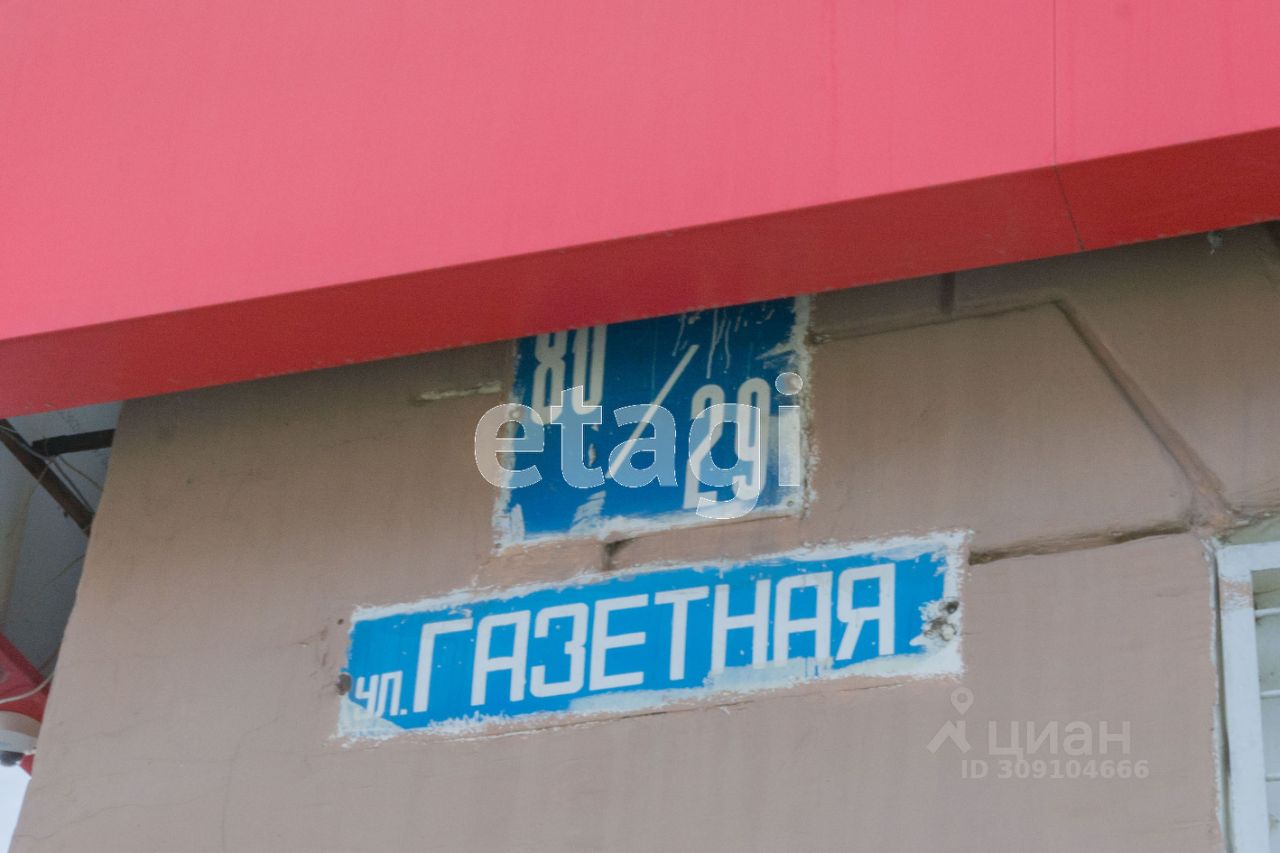 80/29
etagi
ул. ГАЗЕТНАЯ
циан
ID 309104666